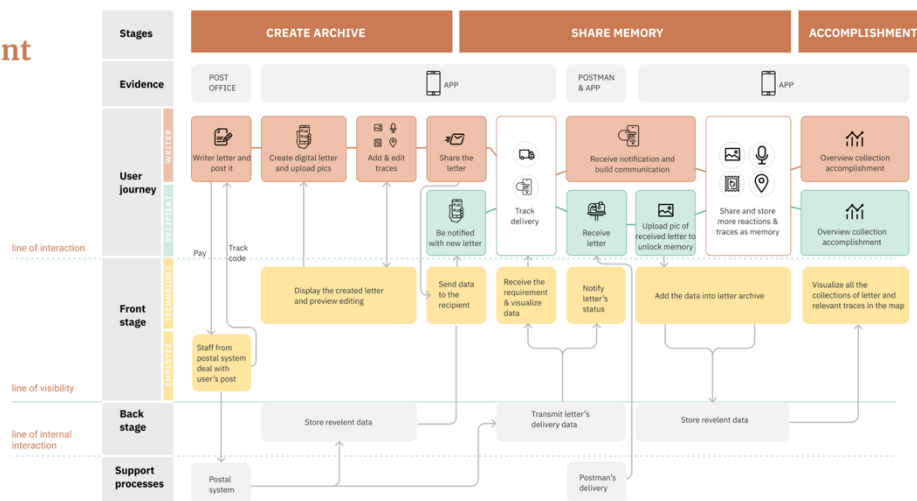 nt
Stages
CREATE ARCHIVE
SHARE MEMORY
ACCOMPLISHMENT
Evidence
POST
OFFICE
APP
POSTMAN
& APP
APP
User
journey
WRITER
Writer letter and
post it
Create digital letter
and upload pics
Add & edit
traces
Share the
letter
Track
delivery
Receive notification and
build communication
Share and store
more reactions &
traces as memory
Overview collection
accomplishment
RECIPIENT
Be notified
with new letter
Receive
letter
Upload pic of
received letter to
unlock memory
Overview collection
accomplishment
line of interaction
Pay
Track
code
Front
stage
TECHNOLOGY
Display the created letter
and preview editing
Send data
to the
recipient
Receive the
requirement
& visualize
data
Notify
letter's
status
Add the data into letter archive
Visualize all the
collections of letter and
relevant traces in the map
EMPLOYEE
Staff from
postal system
deal with
user's post
line of visibility
Back
stage
Store revelent data
Transmit letter's
delivery data
Store revelent data
line of internal
interaction
Support
processes
Postal
system
Postman's
delivery